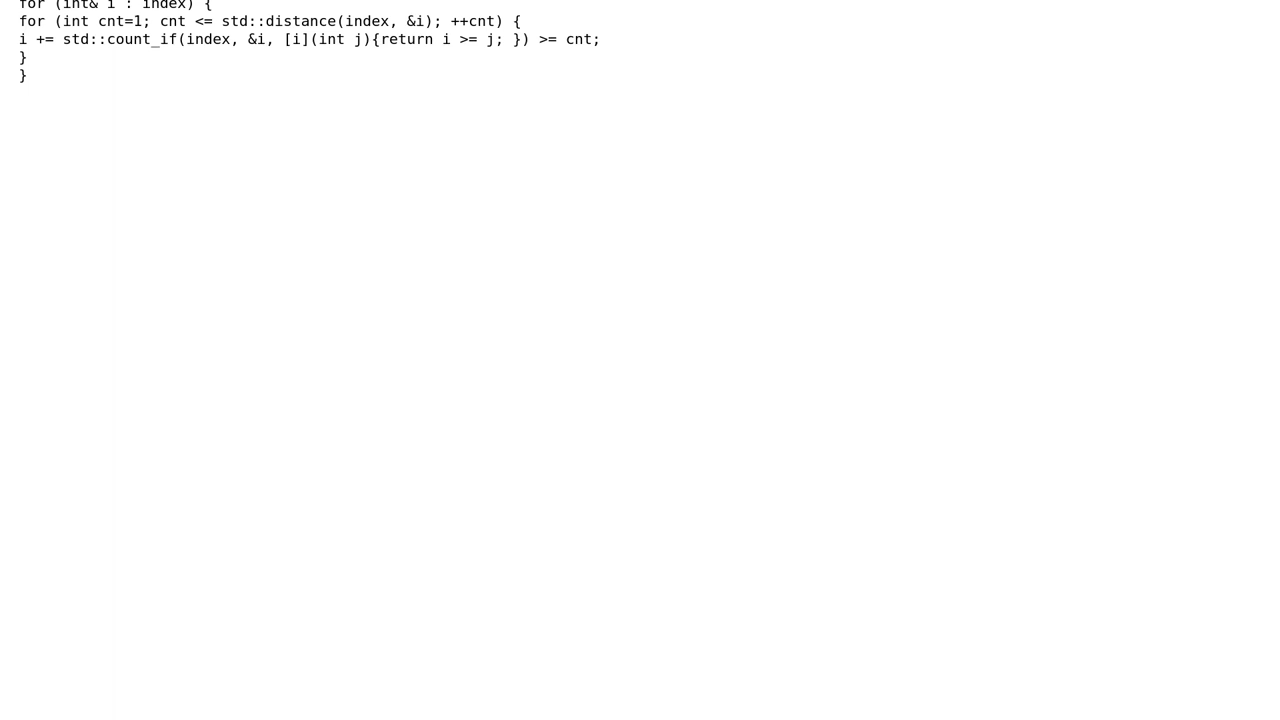 for (int& i : index) {
for (int cnt=1; cnt <= std::distance(index, &i); ++cnt) {
i += std::count_if(index, &i, [i](int j){return i >= j; }) >= cnt;
}
}